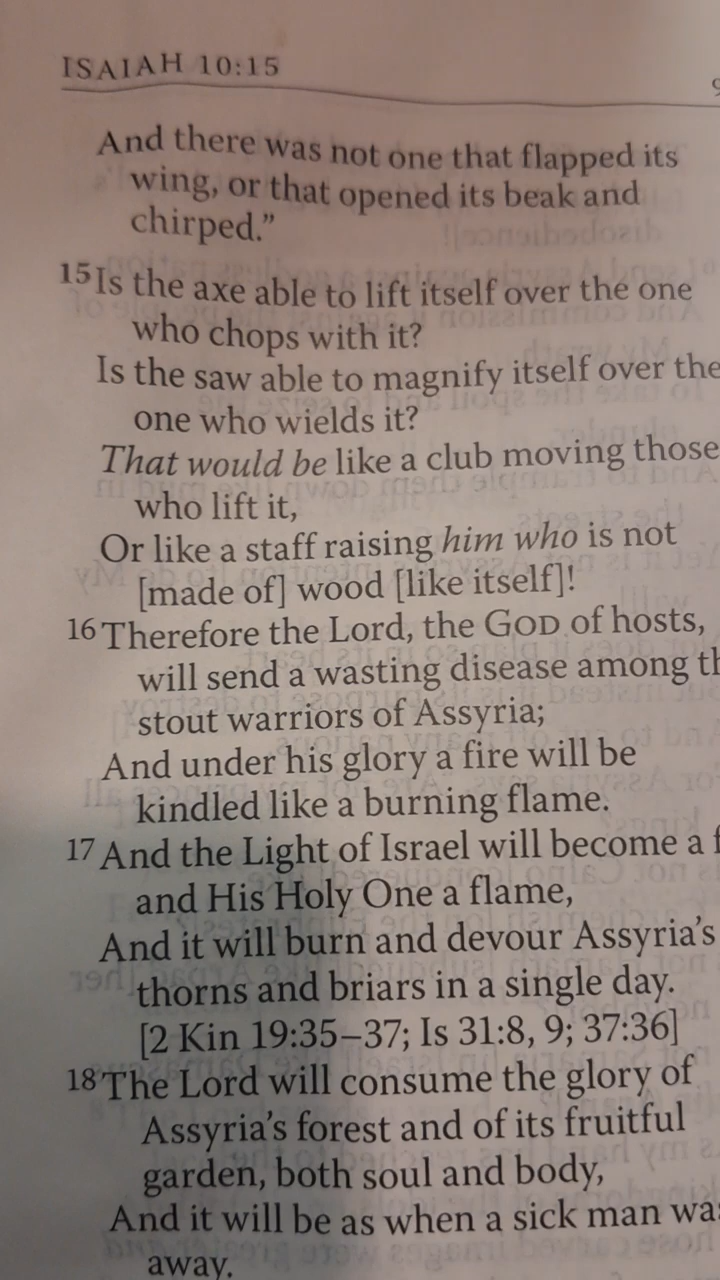 ISAIAH 10:15
And there was not one that flapped its
wing, or that opened its beak and
chirped.”
15 Is the axe able to lift itself over the one
who chops with it?
Is the saw able to magnify itself over the
one who wields it?
That would be like a club moving those
who lift it,
Or like a staff raising him who is not
[made of] wood [like itself]!
16 Therefore the Lord, the GOD of hosts,
will send a wasting disease among
stout warriors of Assyria;
And under his glory a fire will be
kindled like a burning flame.
17 And the Light of Israel will become a
and His Holy One a flame,
And it will burn and devour Assyria’s
thorns and briars in a single day.
[2 Kin 19:35–37; Is 31:8, 9; 37:36]
18 The Lord will consume the glory of
Assyria’s forest and of its fruitful
garden, both soul and body,
And it will be as when a sick man
away.